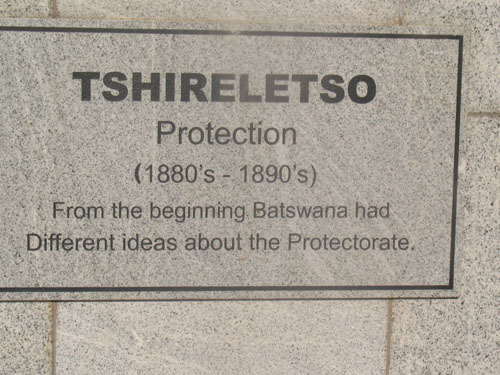 TSHIRELETSO
Protection
(1880's - 1890's)
From the beginning Batswana had
Different ideas about the Protectorate.